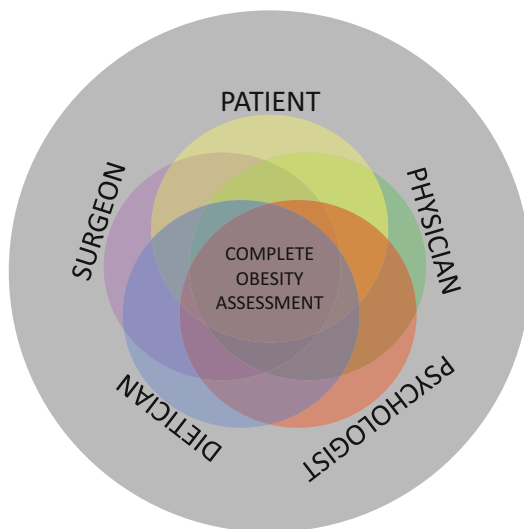 PATIENT
SURGEON
PHYSICIAN
COMPLETE
OBESITY
ASSESSMENT
DIETICIAN
PSYCHOLOGIST